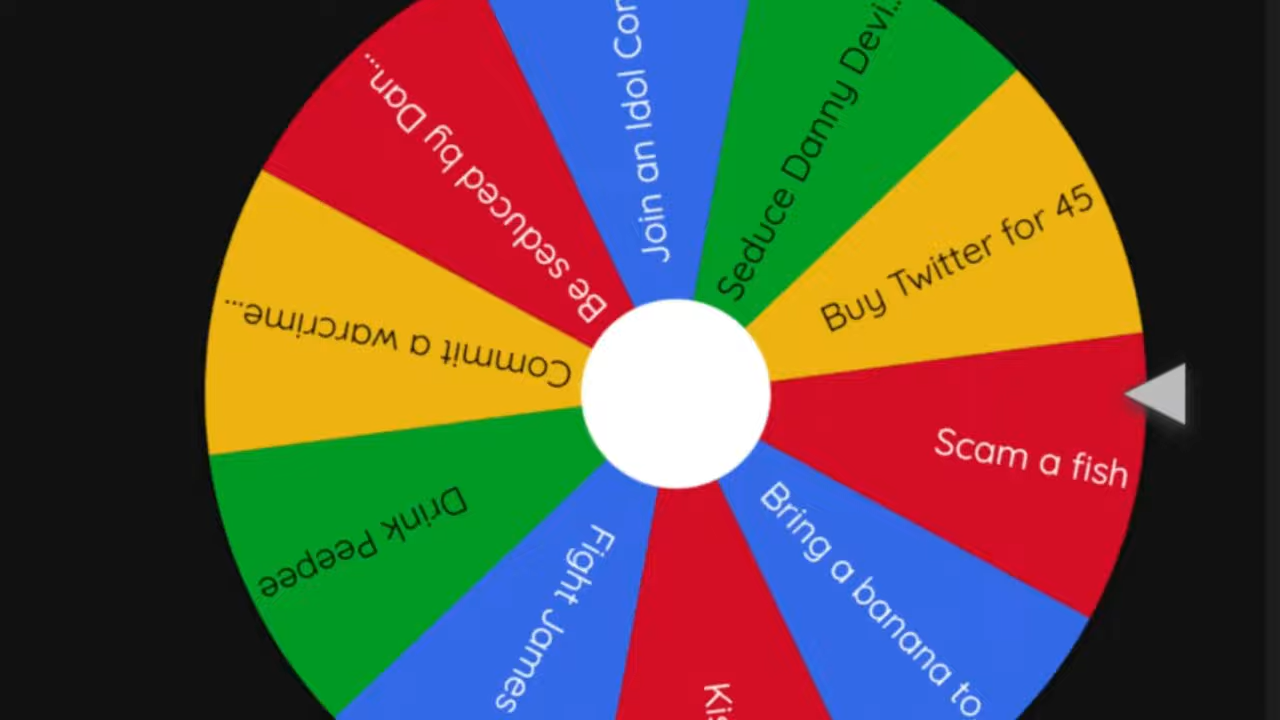 Join an Idol Con
Seduce Danny Devi...
Buy Twitter for 45
Scam a fish
Bring a banana to
Kis
Fight James
Drink Peepee
Commit a warcrime...
Be seduced by Dan...